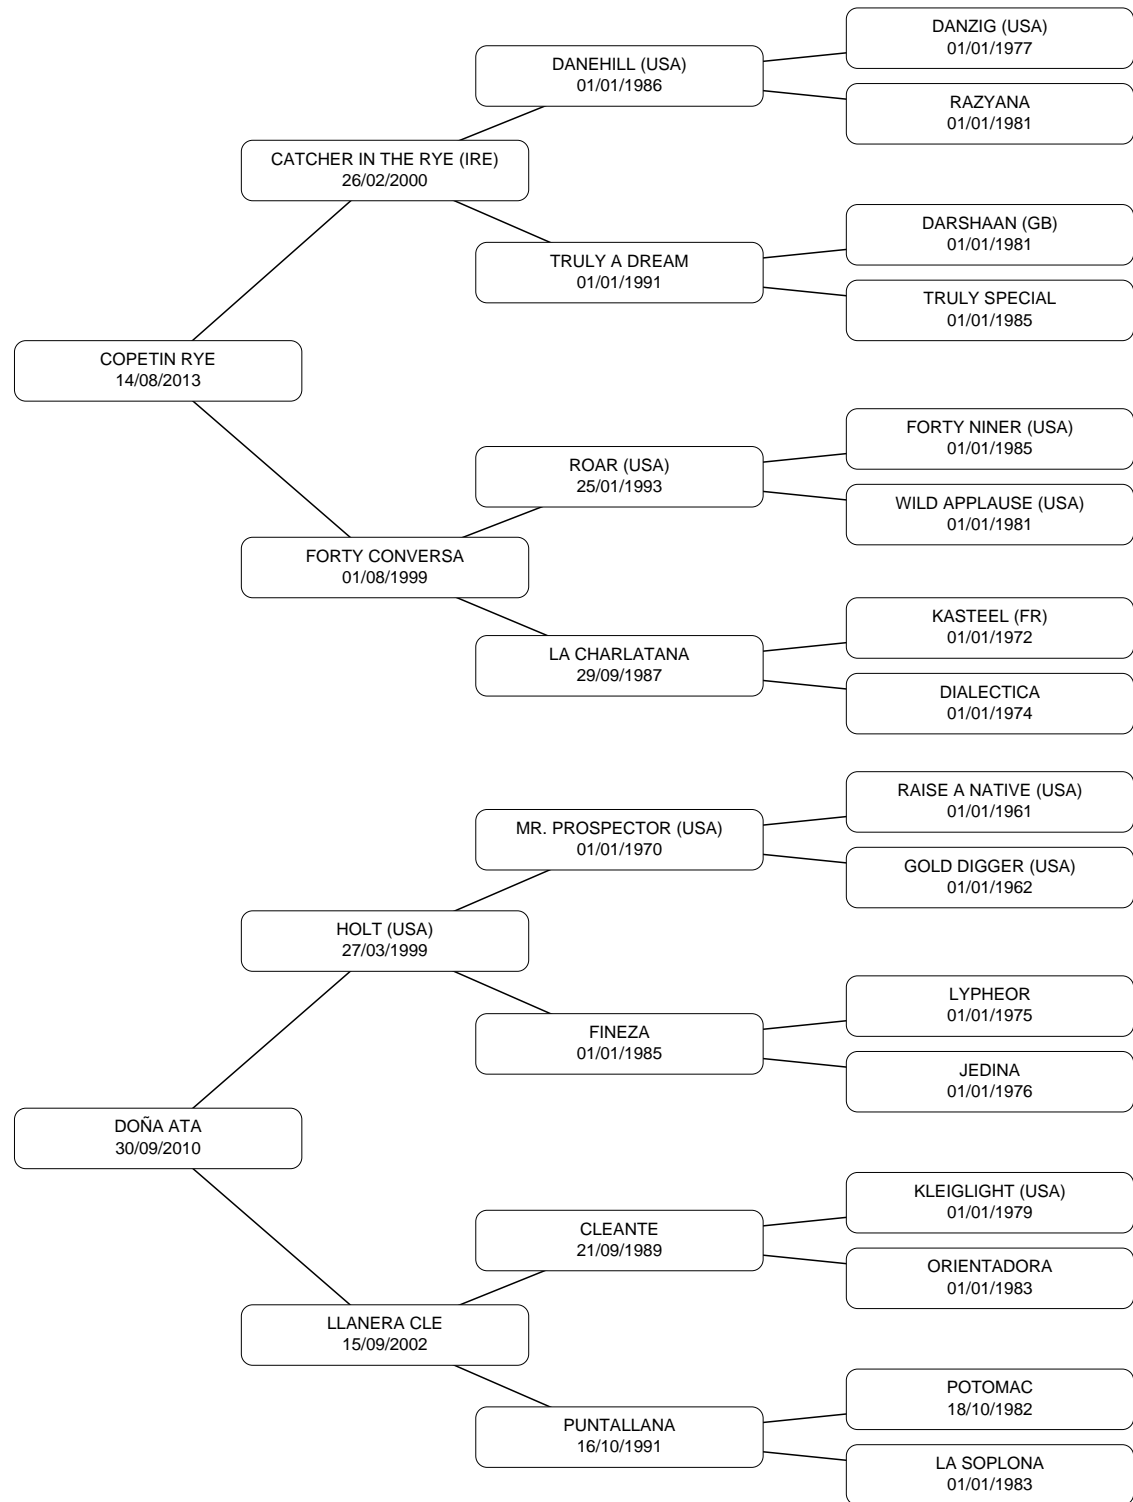 DANZIG (USA)
01/01/1977
DANEHILL (USA)
01/01/1986
RAZYANA
01/01/1981
CATCHER IN THE RYE (IRE)
26/02/2000
DARSHAAN (GB)
01/01/1981
TRULY A DREAM
01/01/1991
TRULY SPECIAL
01/01/1985
COPETIN RYE
14/08/2013
FORTY NINER (USA)
01/01/1985
ROAR (USA)
25/01/1993
WILD APPLAUSE (USA)
01/01/1981
FORTY CONVERSA
01/08/1999
KASTEEL (FR)
01/01/1972
LA CHARLATANA
29/09/1987
DIALECTICA
01/01/1974
RAISE A NATIVE (USA)
01/01/1961
MR. PROSPECTOR (USA)
01/01/1970
GOLD DIGGER (USA)
01/01/1962
HOLT (USA)
27/03/1999
LYPHEOR
01/01/1975
FINEZA
01/01/1985
JEDINA
01/01/1976
DOÑA ATA
30/09/2010
KLEIGLIGHT (USA)
01/01/1979
CLEANTE
21/09/1989
ORIENTADORA
01/01/1983
LLANERA CLE
15/09/2002
POTOMAC
18/10/1982
PUNTALLANA
16/10/1991
LA SOPLONA
01/01/1983